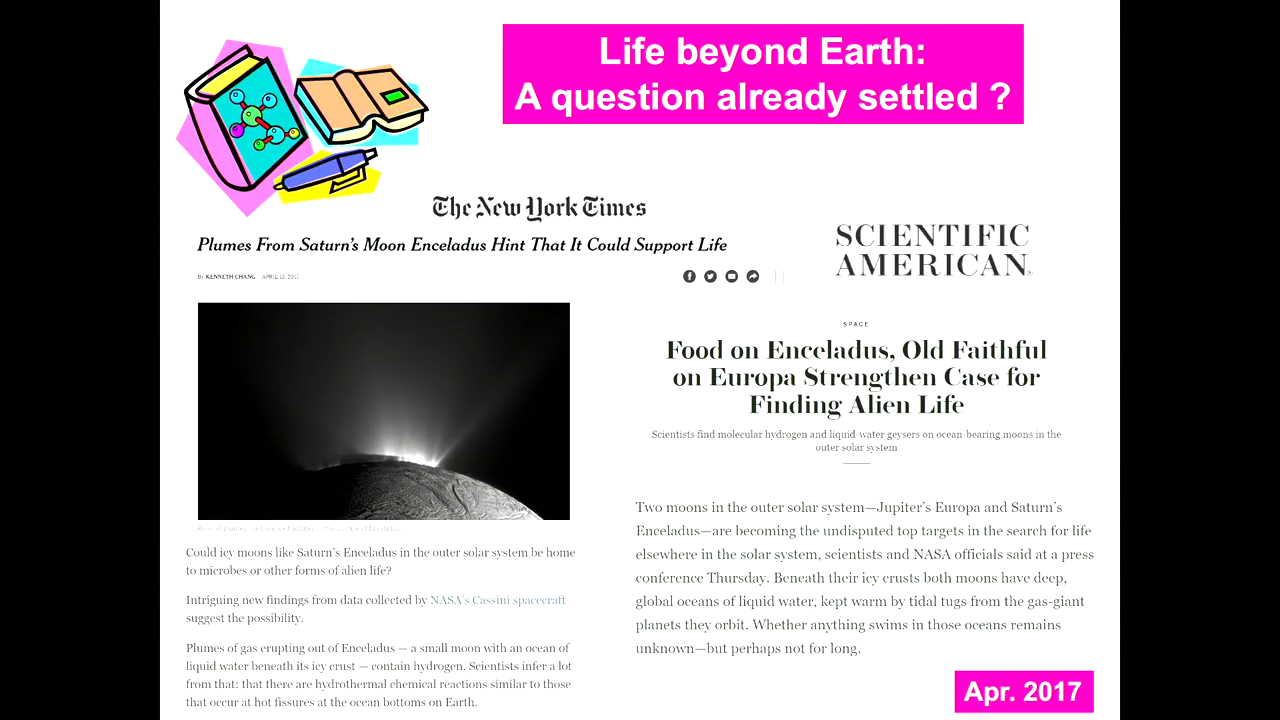 Life beyond Earth:
A question already settled ?
The New York Times
Plumes From Saturn's Moon Enceladus Hint That It Could Support Life
By KENNETH CHANG APRIL 13, 2017
Could icy moons like Saturn's Enceladus in the outer solar system be home
to microbes or other forms of alien life?
Intriguing new findings from data collected by NASA's Cassini spacecraft
suggest the possibility.
Plumes of gas erupting out of Enceladus — a small moon with an ocean of
liquid water beneath its icy crust — contain hydrogen. Scientists infer a lot
from that: that there are hydrothermal chemical reactions similar to those
that occur at hot fissures at the ocean bottoms on Earth.
SCIENTIFIC
AMERICAN®
SPACE
Food on Enceladus, Old Faithful
on Europa Strengthen Case for
Finding Alien Life
Scientists find molecular hydrogen and liquid-water geysers on ocean-bearing moons in the
outer solar system
Two moons in the outer solar system—Jupiter's Europa and Saturn's
Enceladus—are becoming the undisputed top targets in the search for life
elsewhere in the solar system, scientists and NASA officials said at a press
conference Thursday. Beneath their icy crusts both moons have deep,
global oceans of liquid water, kept warm by tidal tugs from the gas-giant
planets they orbit. Whether anything swims in those oceans remains
unknown—but perhaps not for long.
Apr. 2017